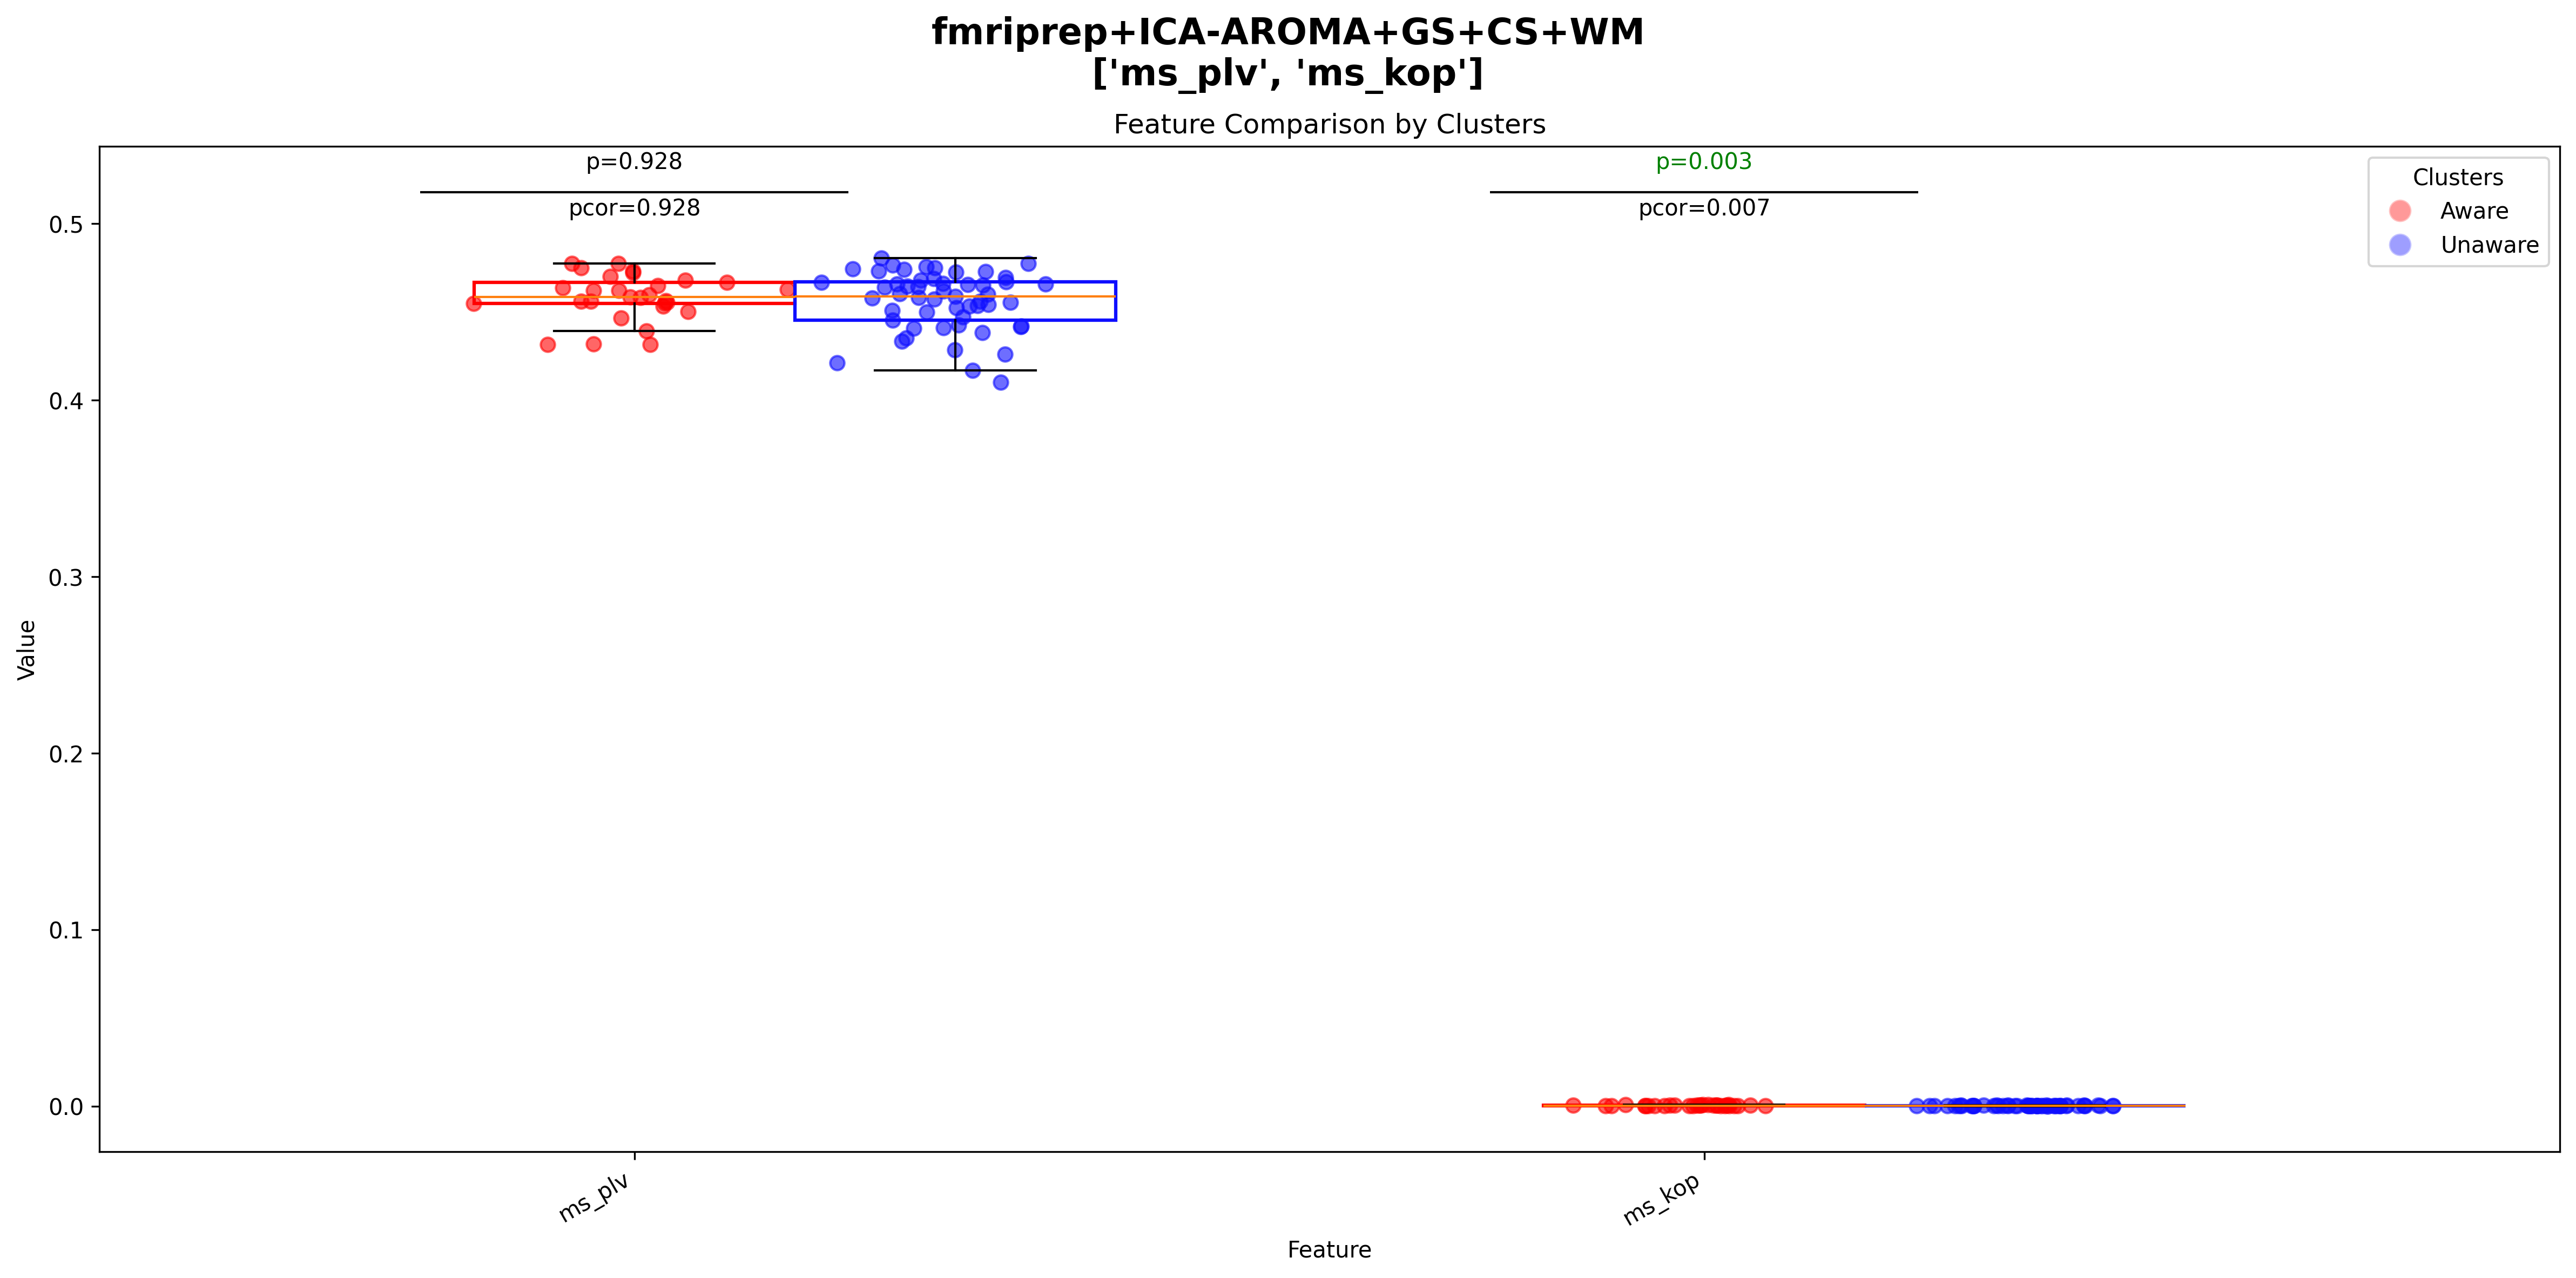 fmriprep+ICA-AROMA+GS+CS+WM
['ms_plv', 'ms_kop']
Feature Comparison by Clusters
p=0.928
pcor=0.928
p=0.003
pcor=0.007
Clusters
Aware
Unaware
0.5
0.4
0.3
0.2
0.1
0.0
Value
ms_plv
ms_kop
Feature